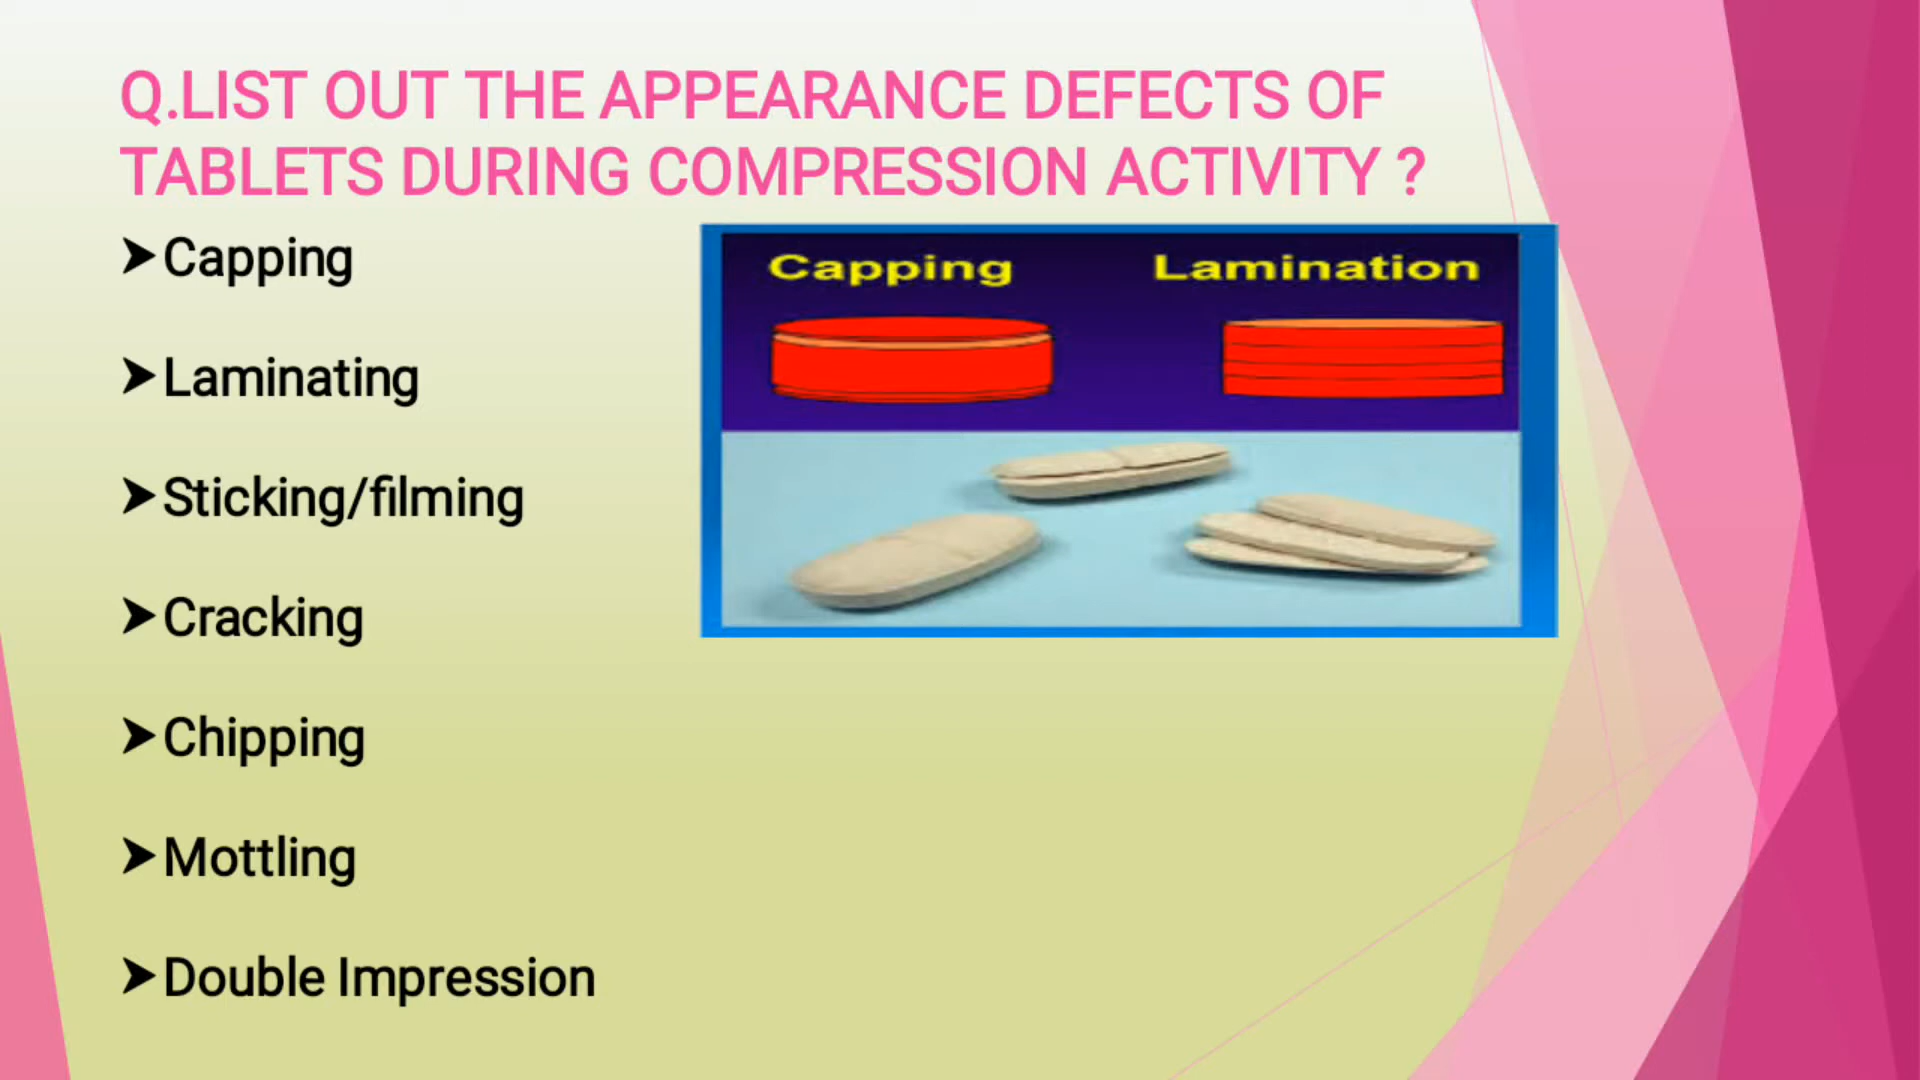 Q.LIST OUT THE APPEARANCE DEFECTS OF
TABLETS DURING COMPRESSION ACTIVITY ?
➤Capping
➤Laminating
➤Sticking/filming
➤Cracking
➤Chipping
➤Mottling
➤Double Impression
Capping
Lamination